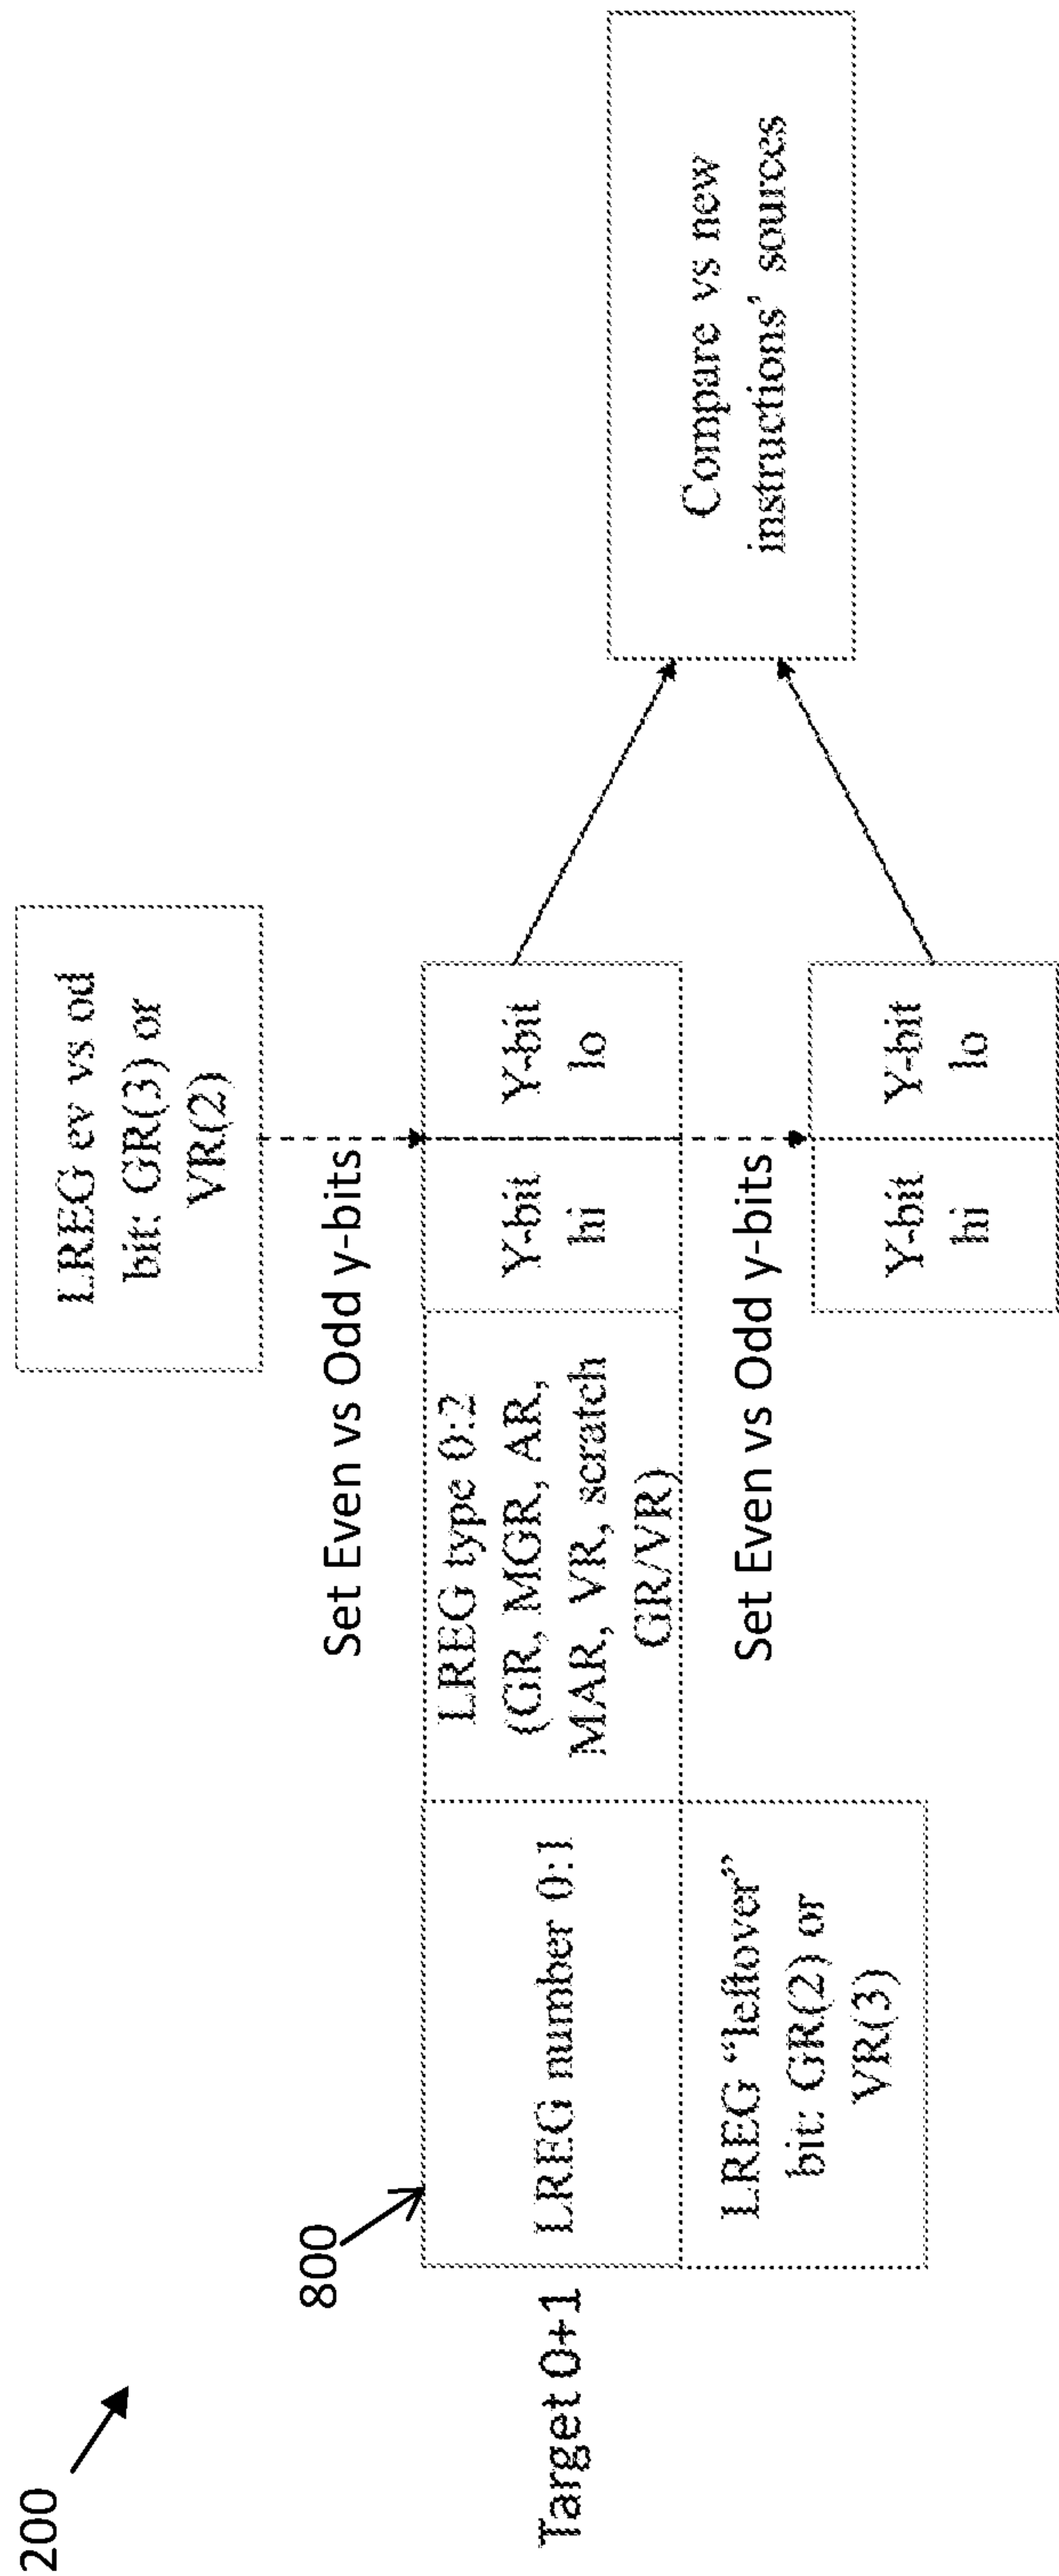 200
800
Target 0+1
LREG number 0:1
LREG "leftover"
bit: GR(2) or
VR(3)
LREG type 0:2
(GR, MGR, AR,
MAR, VR, scratch
GR/VR)
LREG ev vs od
bit: GR(3) or
VR(2)
Set Even vs Odd y-bits
Y-bit
hi
Y-bit
lo
Set Even vs Odd y-bits
Y-bit
hi
Y-bit
lo
Compare vs new
instructions' sources